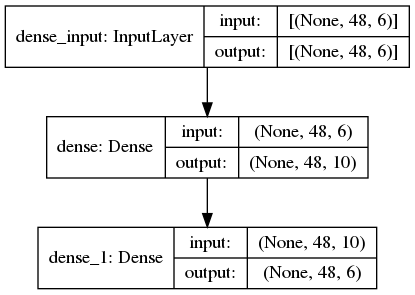 dense_input: InputLayer
input:
[(None, 48, 6)]
output:
[(None, 48, 6)]
dense: Dense
input:
(None, 48, 6)
output:
(None, 48, 10)
dense_1: Dense
input:
(None, 48, 10)
output:
(None, 48, 6)